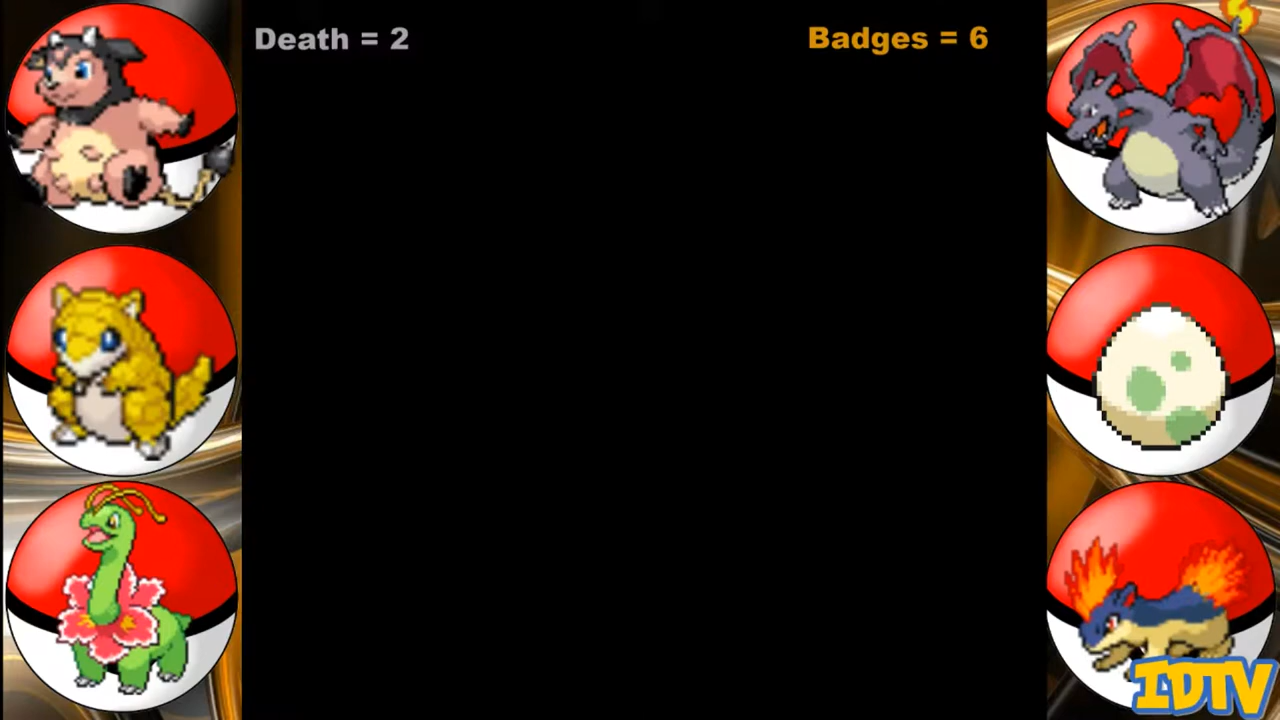 Death = 2
Badges = 6
IDTV